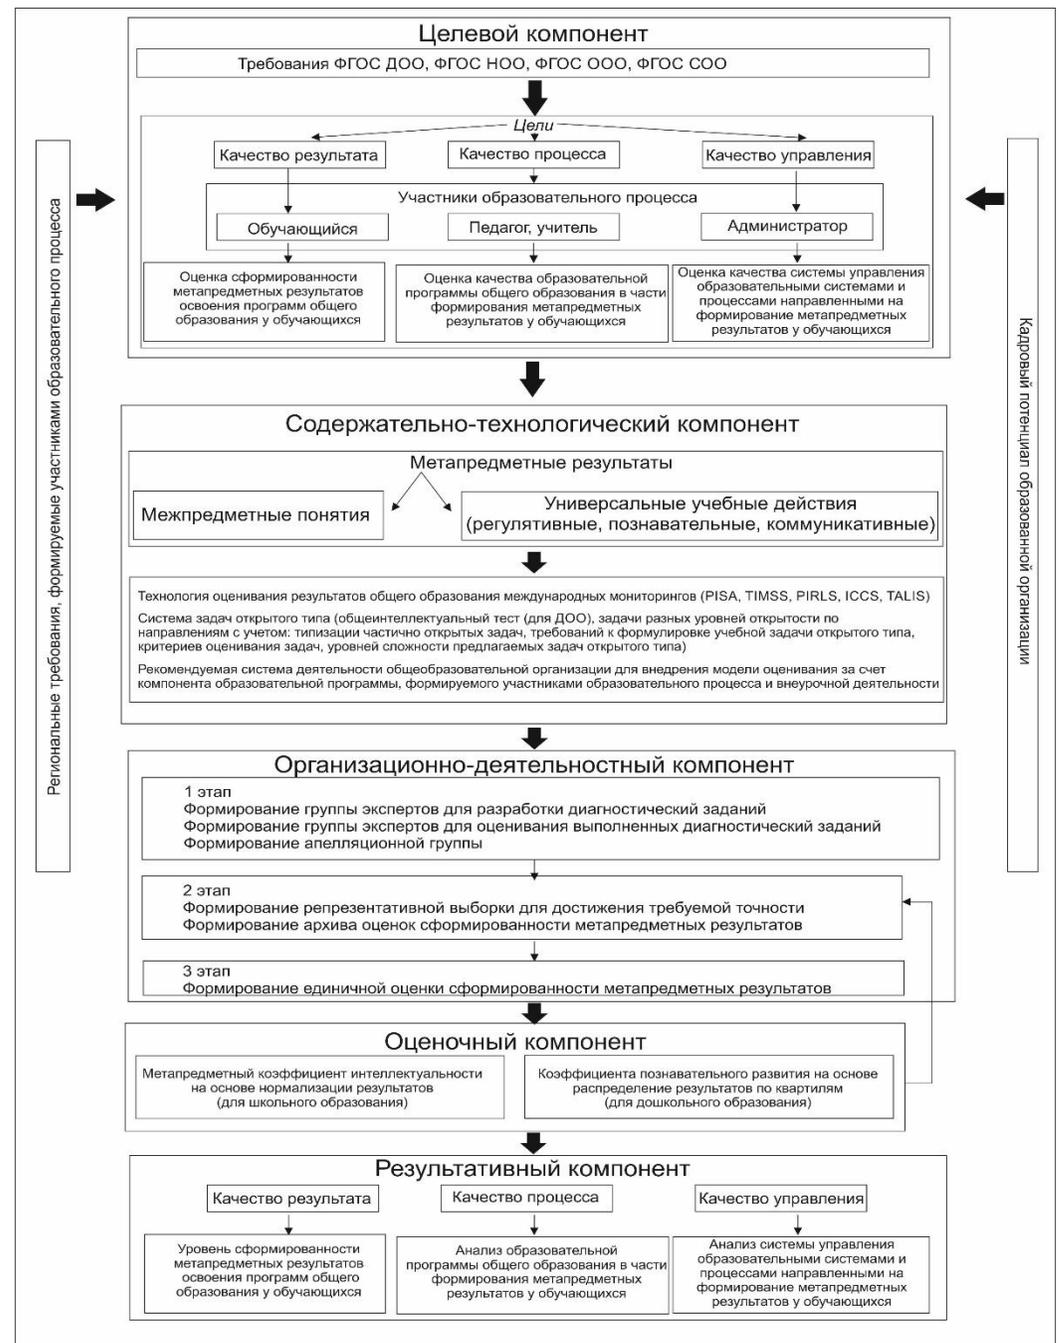 Целевой компонент
Требования ФГОС ДОО, ФГОС НОО, ФГОС ООО, ФГОС СОО
Цели
Качество результата
Качество процесса
Качество управления
Участники образовательного процесса
Обучающийся
Педагог, учитель
Администратор
Оценка сформированности
метапредметных результатов
освоения программ общего
образования у обучающихся
Оценка качества образовательной
программы общего образования в части
формирования метапредметных
результатов у обучающихся
Оценка качества системы управления
образовательными системами и
процессами направленными на
формирование метапредметных
результатов у обучающихся
Региональные требования, формируемые участниками образовательного процесса
Кадровый потенциал образованной организации
Содержательно-технологический компонент
Метапредметные результаты
Межпредметные понятия
Универсальные учебные действия
(регулятивные, познавательные, коммуникативные)
Технология оценивания результатов общего образования международных мониторингов (PISA, TIMSS, PIRLS, ICCS, TALIS)
Система задач открытого типа (общеинтеллектуальный тест (для ДОО), задачи разных уровней открытости по
направлениям с учетом: типизации частично открытых задач, требований к формулировке учебной задачи открытого типа,
критериев оценивания задач, уровней сложности предлагаемых задач открытого типа)
Рекомендуемая система деятельности общеобразовательной организации для внедрения модели оценивания за счет
компонента образовательной программы, формируемого участниками образовательного процесса и внеурочной деятельности
Организационно-деятельностный компонент
1 этап
Формирование группы экспертов для разработки диагностический заданий
Формирование группы экспертов для оценивания выполненных диагностический заданий
Формирование апелляционной группы
2 этап
Формирование репрезентативной выборки для достижения требуемой точности
Формирование архива оценок сформированности метапредметных результатов
3 этап
Формирование единичной оценки сформированности метапредметных результатов
Оценочный компонент
Метапредметный коэффициент интеллектуальности
на основе нормализации результатов
(для школьного образования)
Коэффициента познавательного развития на основе
распределение результатов по квартилям
(для дошкольного образования)
Результативный компонент
Качество результата
Качество процесса
Качество управления
Уровень сформированности
метапредметных результатов
освоения программ общего
образования у обучающихся
Анализ образовательной
программы общего образования в части
формирования метапредметных
результатов у обучающихся
Анализ системы управления
образовательными системами и
процессами направленными на
формирование метапредметных
результатов у обучающихся